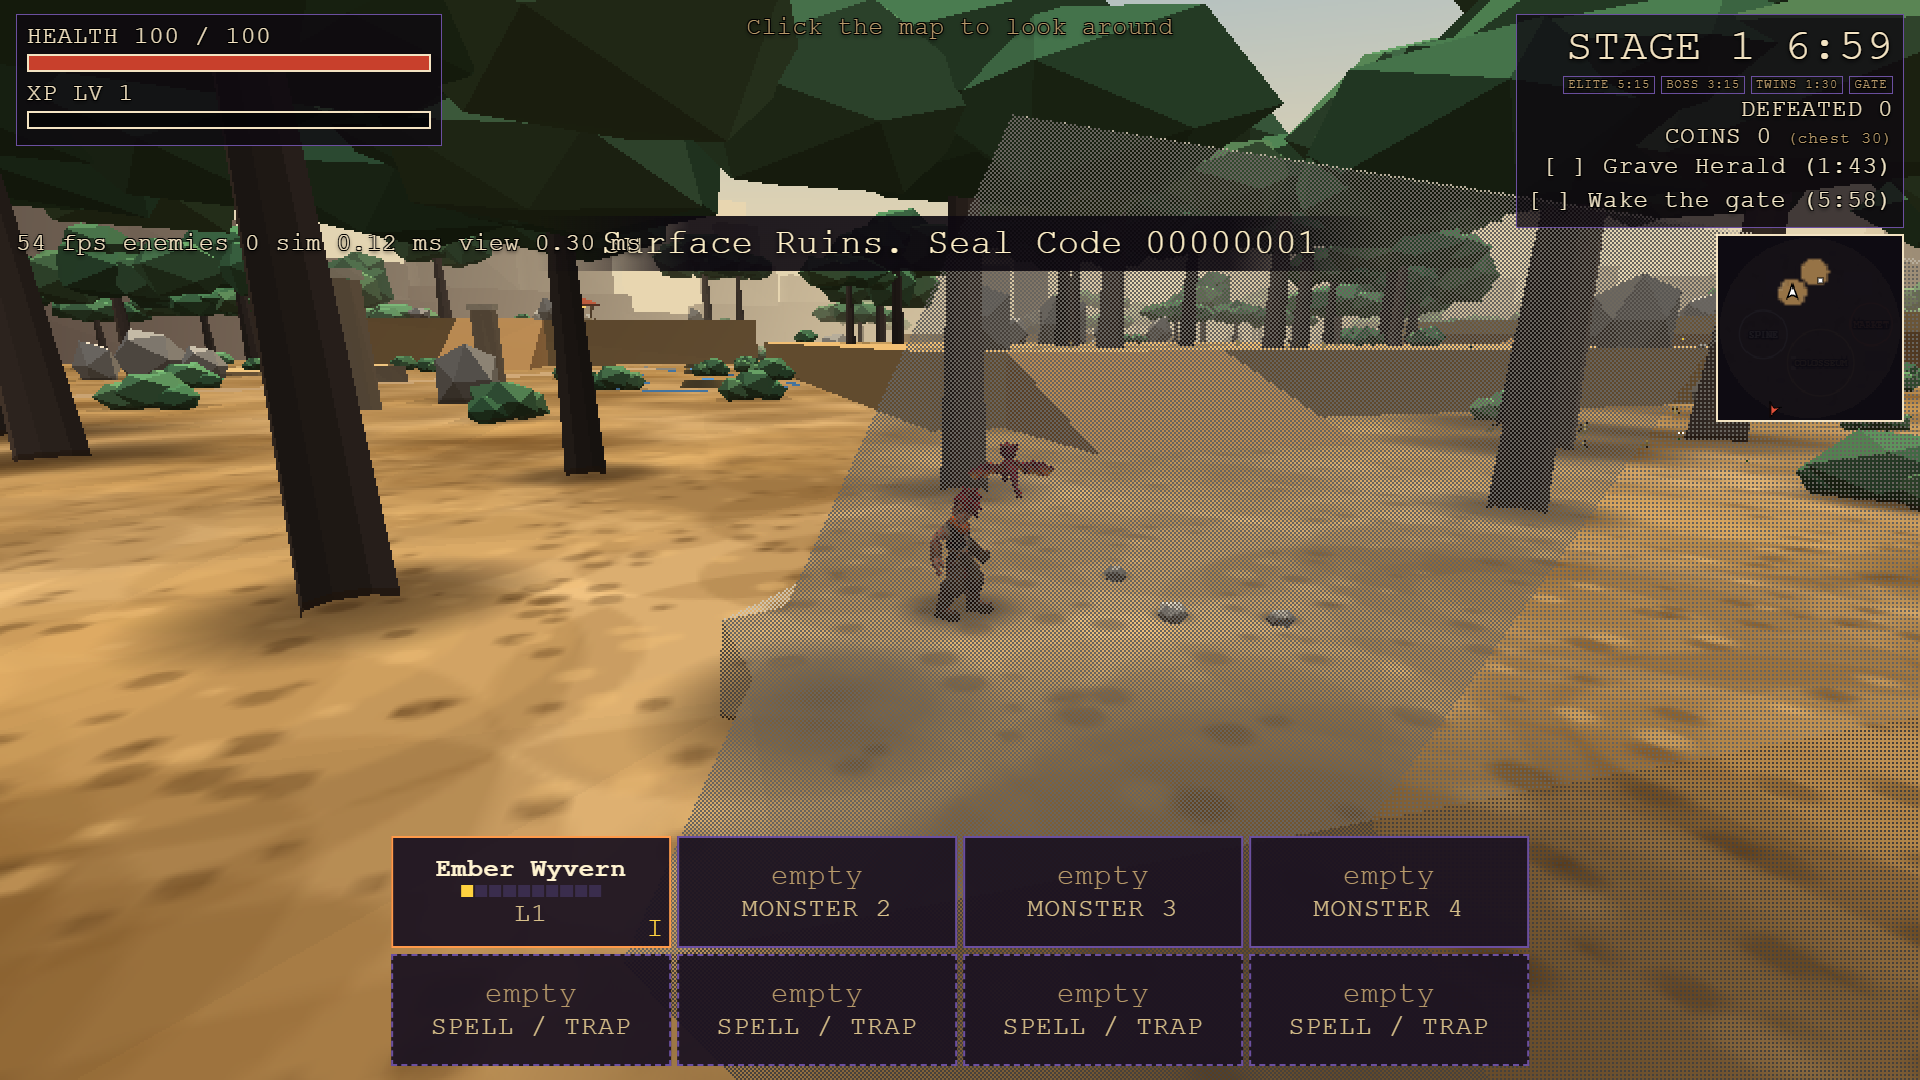 HEALTH 100 / 100
XP LV 1
Click the map to look around
STAGE 1 6:59
ELITE 5:15 BOSS 3:15 TWINS 1:30 GATE
DEFEATED 0
COINS 0 (chest 30)
[ ] Grave Herald (1:43)
[ ] Wake the gate (5:58)
54 fps enemies 0 sim 0.12 ms view 0.30 ms
Surface Ruins. Seal Code 00000001
Ember Wyvern
L1
I
empty
MONSTER 2
empty
MONSTER 3
empty
MONSTER 4
empty
SPELL / TRAP
empty
SPELL / TRAP
empty
SPELL / TRAP
empty
SPELL / TRAP